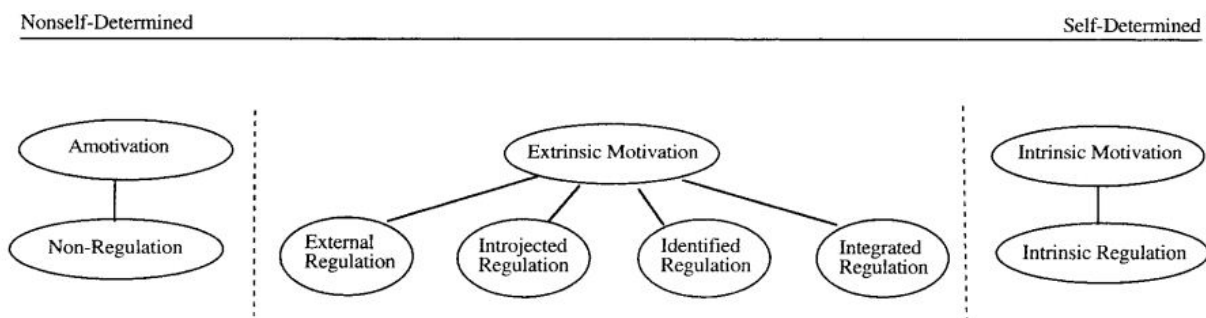 Nonself-Determined
Self-Determined
Amotivation
Extrinsic Motivation
Intrinsic Motivation
Non-Regulation
External
Regulation
Introjected
Regulation
Identified
Regulation
Integrated
Regulation
Intrinsic Regulation